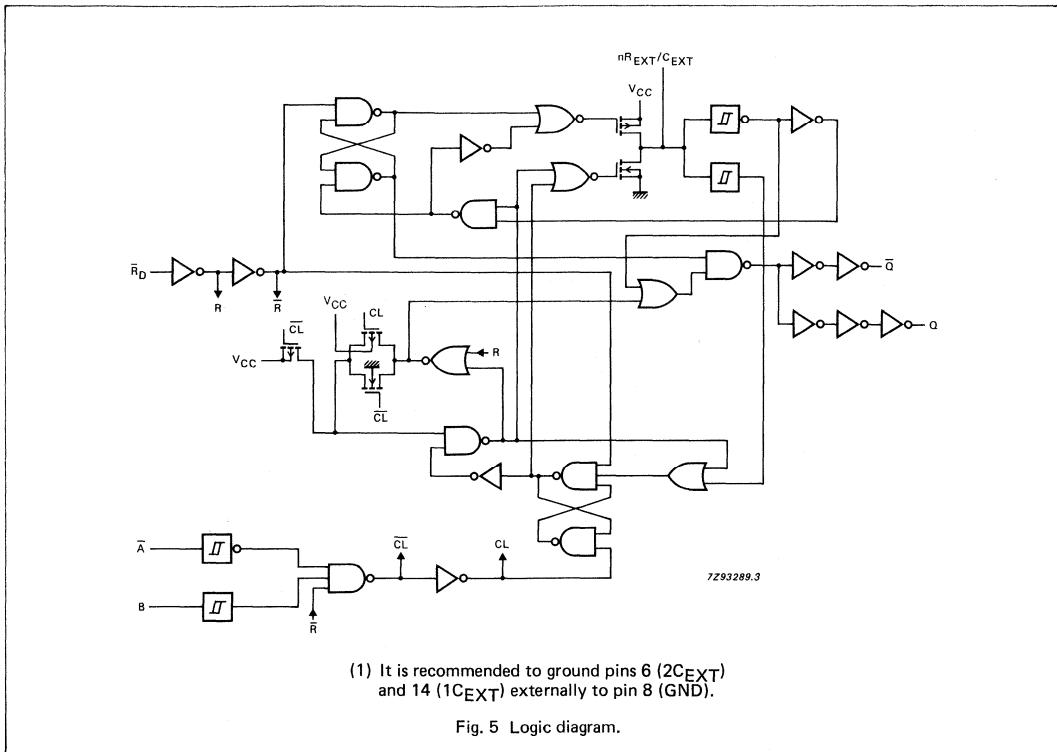 nR_EXT/C_EXT
V_CC
R̅_D
R
R̅
V_CC
CL
C̅L̅
V_CC
R
C̅L̅
Q̅
Q
A̅
B
R̅
C̅L̅
CL
7Z93289.3
(1) It is recommended to ground pins 6 (2C_EXT)
and 14 (1C_EXT) externally to pin 8 (GND).
Fig. 5 Logic diagram.